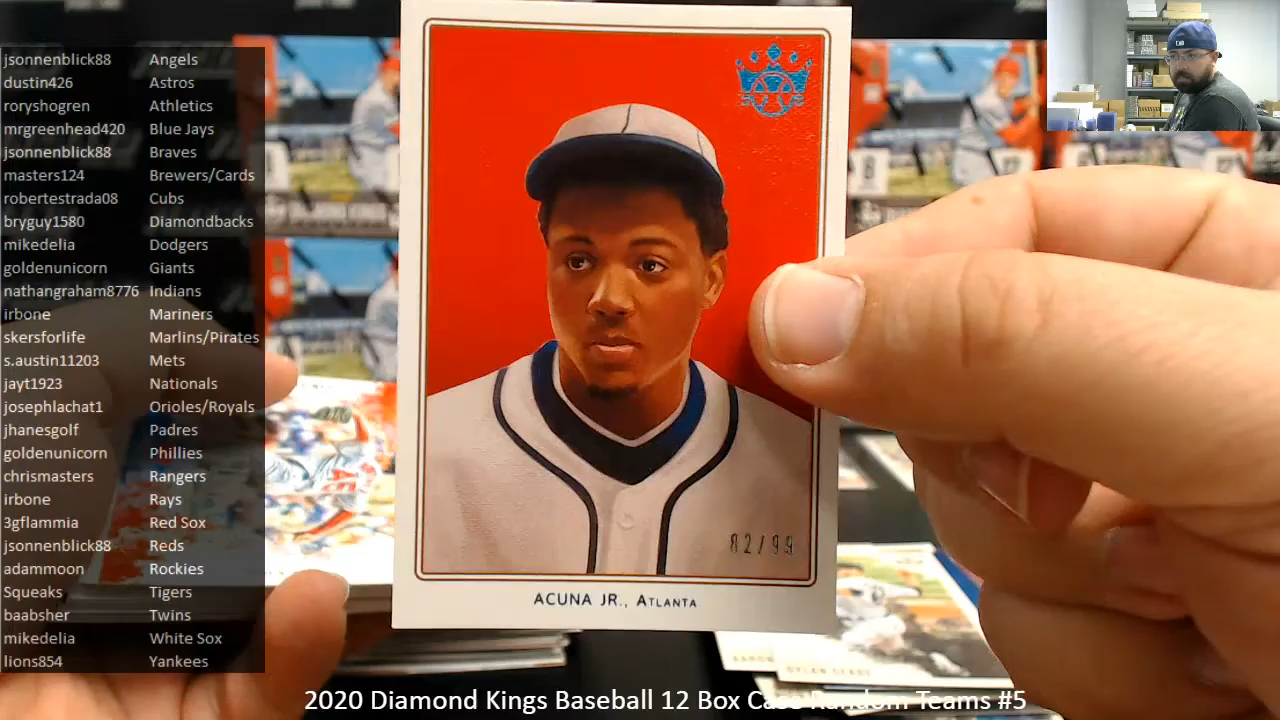 jsonnenblick88 Angels
dustin426 Astros
roryshogren Athletics
mrgreenhead420 Blue Jays
jsonnenblick88 Braves
masters124 Brewers/Cards
robertestrada08 Cubs
bryguy1580 Diamondbacks
mikedelia Dodgers
goldenunicorn Giants
nathangraham8776 Indians
irbone Mariners
skersforlife Marlins/Pirates
s.austin11203 Mets
jayt1923 Nationals
josephlachat1 Orioles/Royals
jhanesgolf Padres
goldenunicorn Phillies
chrismasters Rangers
irbone Rays
3gflammia Red Sox
jsonnenblick88 Reds
adammoon Rockies
Squeaks Tigers
baabsher Twins
mikedelia White Sox
lions854 Yankees
82/99
ACUNA JR., ATLANTA
AARON
DYLAN CEASE
2020 Diamond Kings Baseball 12 Box Case Random Teams #5